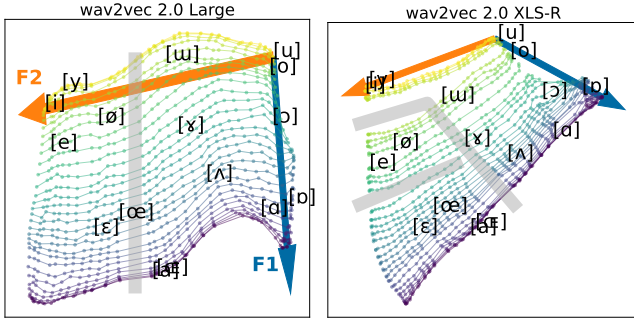 wav2vec 2.0 Large
F2
[y]
[ɯ]
[u]
[o]
[i]
[ø]
[e]
[ɤ]
[ɔ]
[ʌ]
[ɛ]
[œ]
[ɑ]
[ɒ]
F1
wav2vec 2.0 XLS-R
[u]
[o]
[y]
[i]
[ɯ]
[ɔ]
[ɒ]
[ø]
[ɤ]
[ɑ]
[e]
[ʌ]
[œ]
[ɛ]